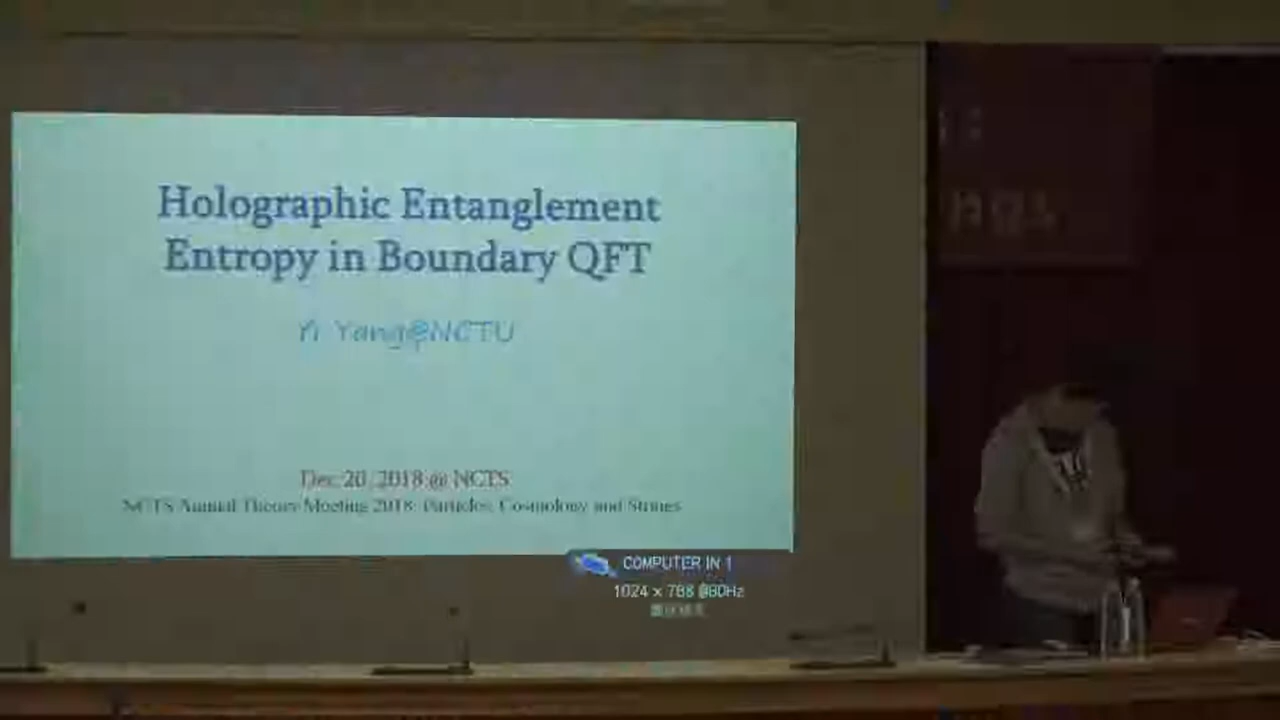 Holographic Entanglement
Entropy in Boundary QFT
Yi Yang@NCTU
Dec 20, 2018 @ NCTS
NCTS Annual Theory Meeting 2018: Particles, Cosmology and Strings
COMPUTER IN 1
1024 x 768 @60Hz